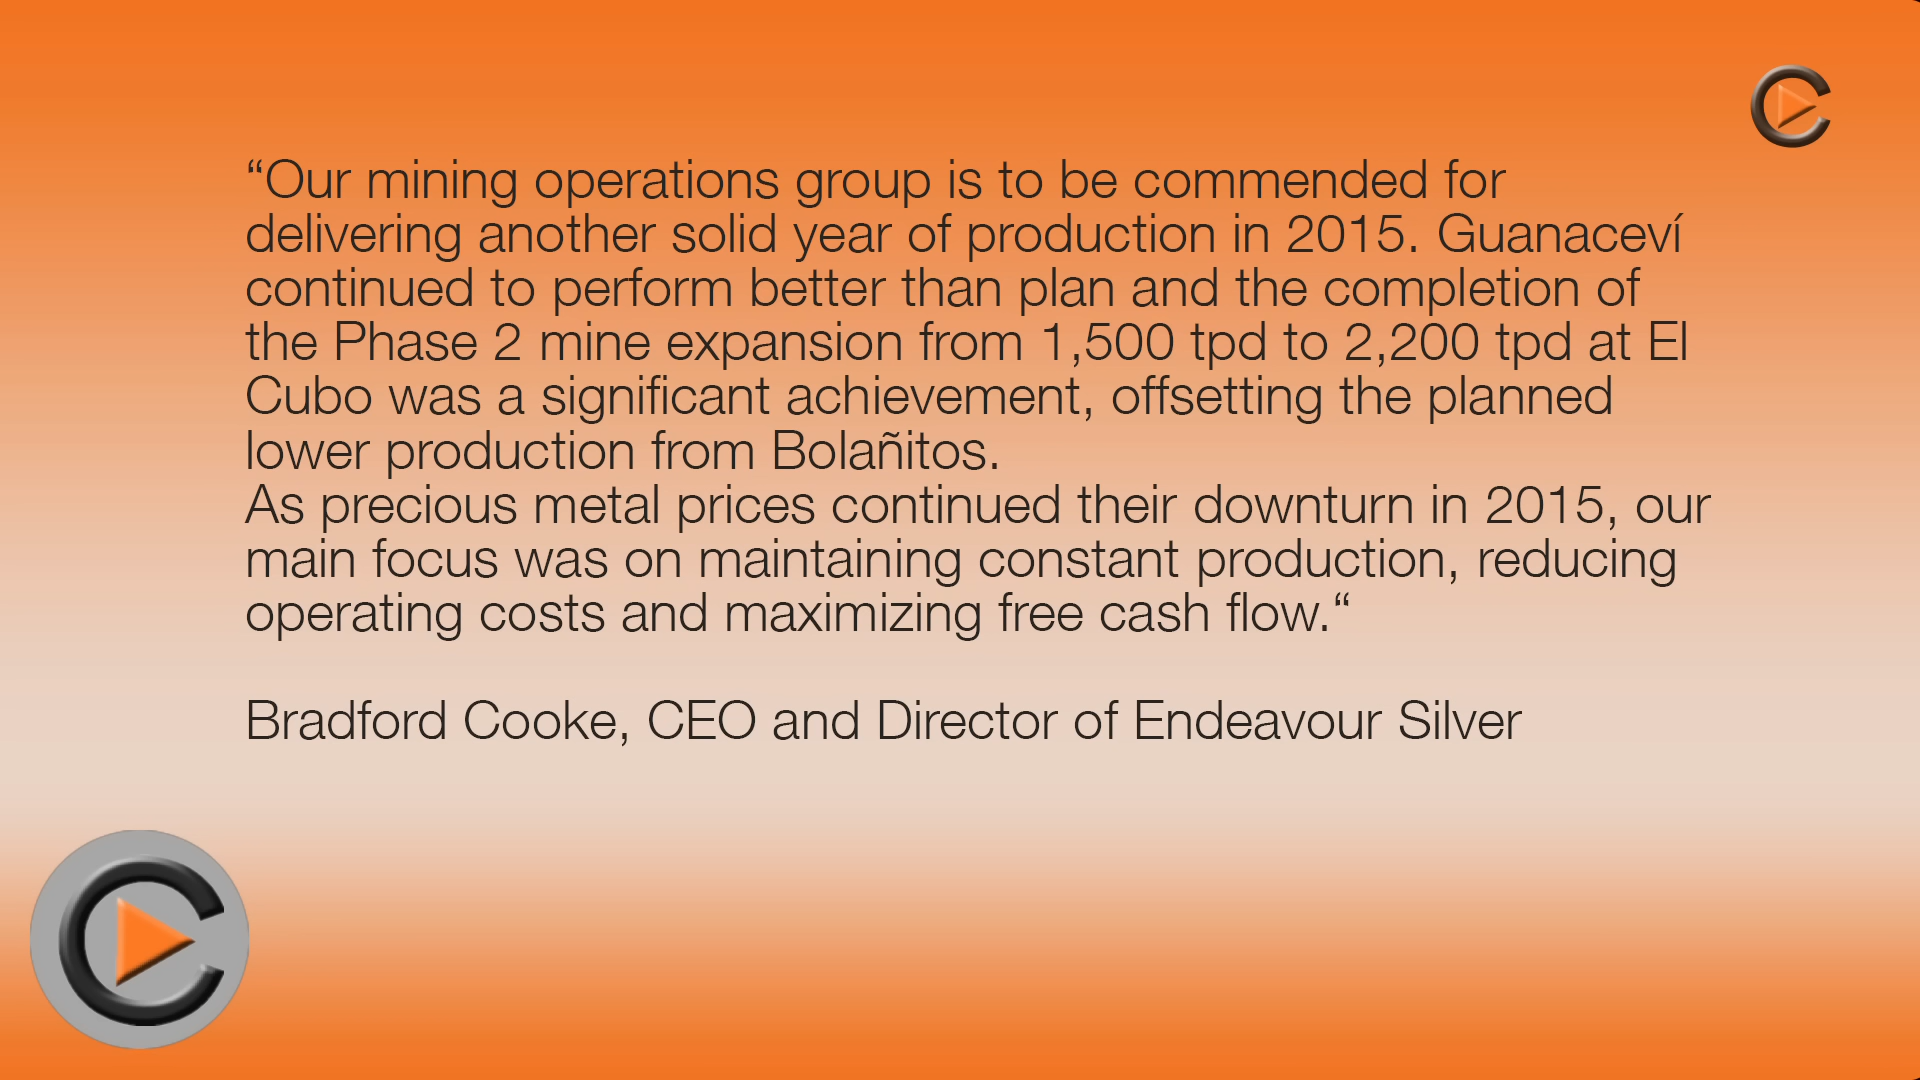 “Our mining operations group is to be commended for
delivering another solid year of production in 2015. Guanaceví
continued to perform better than plan and the completion of
the Phase 2 mine expansion from 1,500 tpd to 2,200 tpd at El
Cubo was a significant achievement, offsetting the planned
lower production from Bolañitos.
As precious metal prices continued their downturn in 2015, our
main focus was on maintaining constant production, reducing
operating costs and maximizing free cash flow.“
Bradford Cooke, CEO and Director of Endeavour Silver